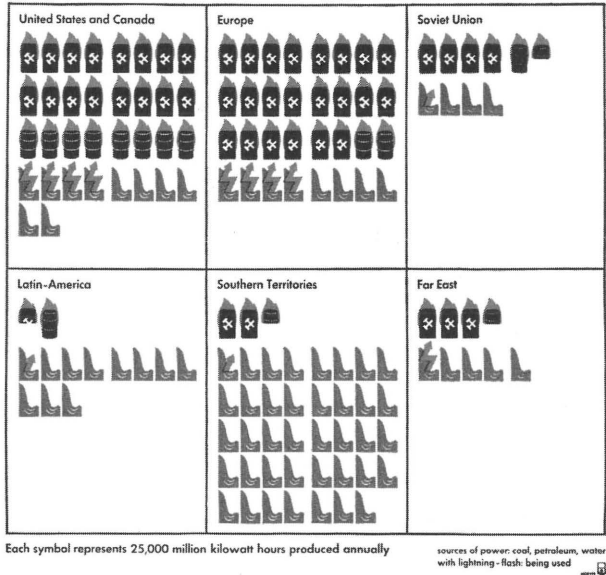 United States and Canada
Europe
Soviet Union
Latin-America
Southern Territories
Far East
Each symbol represents 25,000 million kilowatt hours produced annually
sources of power: coal, petroleum, water
with lightning-flash: being used